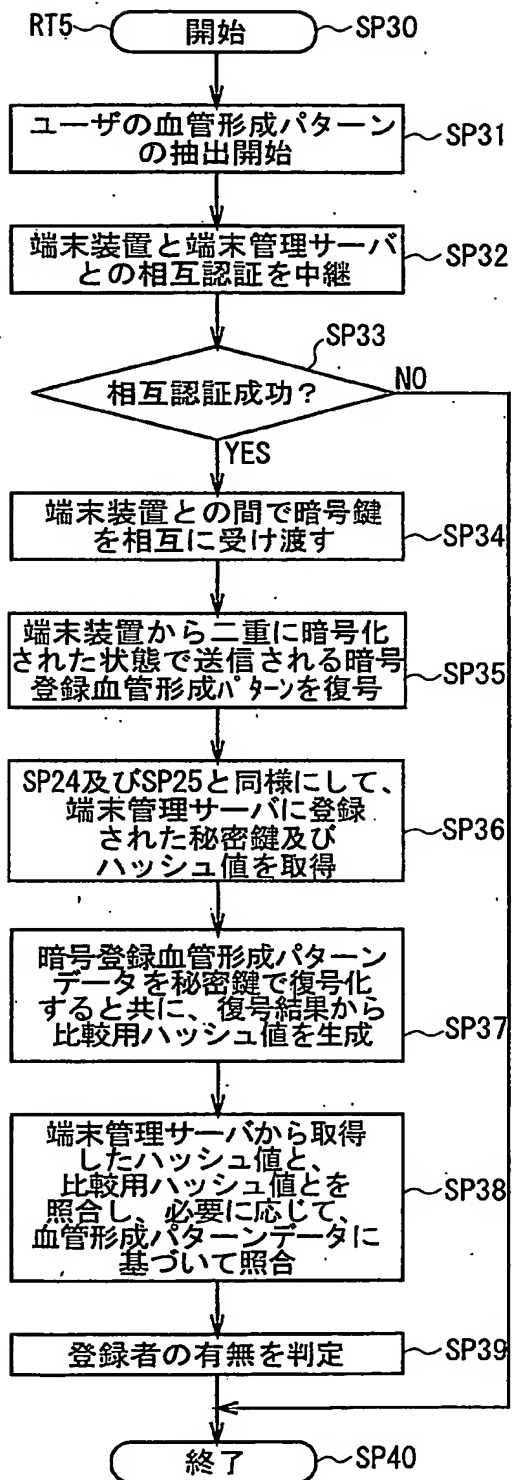 RT5
開始
SP30
ユーザの血管形成パターン
の抽出開始
SP31
端末装置と端末管理サーバ
との相互認証を中継
SP32
SP33
相互認証成功?
NO
YES
端末装置との間で暗号鍵
を相互に受け渡す
SP34
端末装置から二重に暗号化
された状態で送信される暗号
登録血管形成パターンを復号
SP35
SP24及びSP25と同様にして、
端末管理サーバに登録
された秘密鍵及び
ハッシュ値を取得
SP36
暗号登録血管形成パターン
データを秘密鍵で復号化
すると共に、復号結果から
比較用ハッシュ値を生成
SP37
端末管理サーバから取得
したハッシュ値と、
比較用ハッシュ値とを
照合し、必要に応じて、
血管形成パターンデータに
基づいて照合
SP38
登録者の有無を判定
SP39
終了
SP40